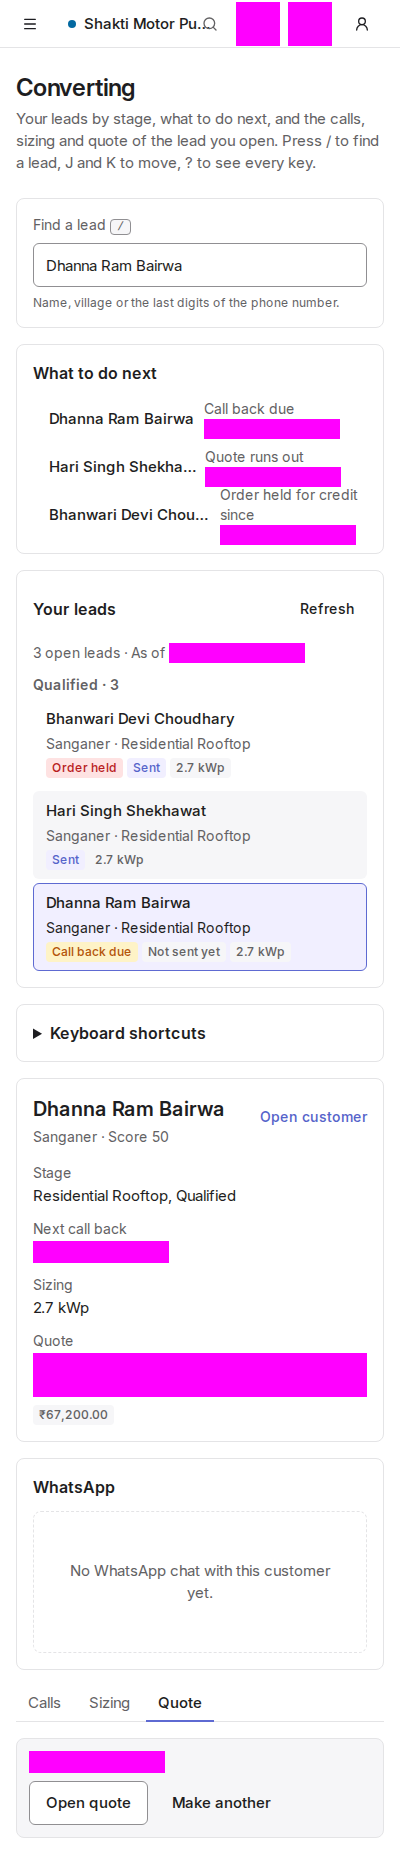 Shakti Motor Pu...
Converting
Your leads by stage, what to do next, and the calls,
sizing and quote of the lead you open. Press / to find
a lead, J and K to move, ? to see every key.
Find a lead /
Dhanna Ram Bairwa
Name, village or the last digits of the phone number.
What to do next
Dhanna Ram Bairwa Call back due
Hari Singh Shekha... Quote runs out
Bhanwari Devi Chou... Order held for credit
since
Your leads Refresh
3 open leads · As of
Qualified · 3
Bhanwari Devi Choudhary
Sanganer · Residential Rooftop
Order held Sent 2.7 kWp
Hari Singh Shekhawat
Sanganer · Residential Rooftop
Sent 2.7 kWp
Dhanna Ram Bairwa
Sanganer · Residential Rooftop
Call back due Not sent yet 2.7 kWp
Keyboard shortcuts
Dhanna Ram Bairwa Open customer
Sanganer · Score 50
Stage
Residential Rooftop, Qualified
Next call back
Sizing
2.7 kWp
Quote
₹67,200.00
WhatsApp
No WhatsApp chat with this customer
yet.
Calls Sizing Quote
Open quote Make another